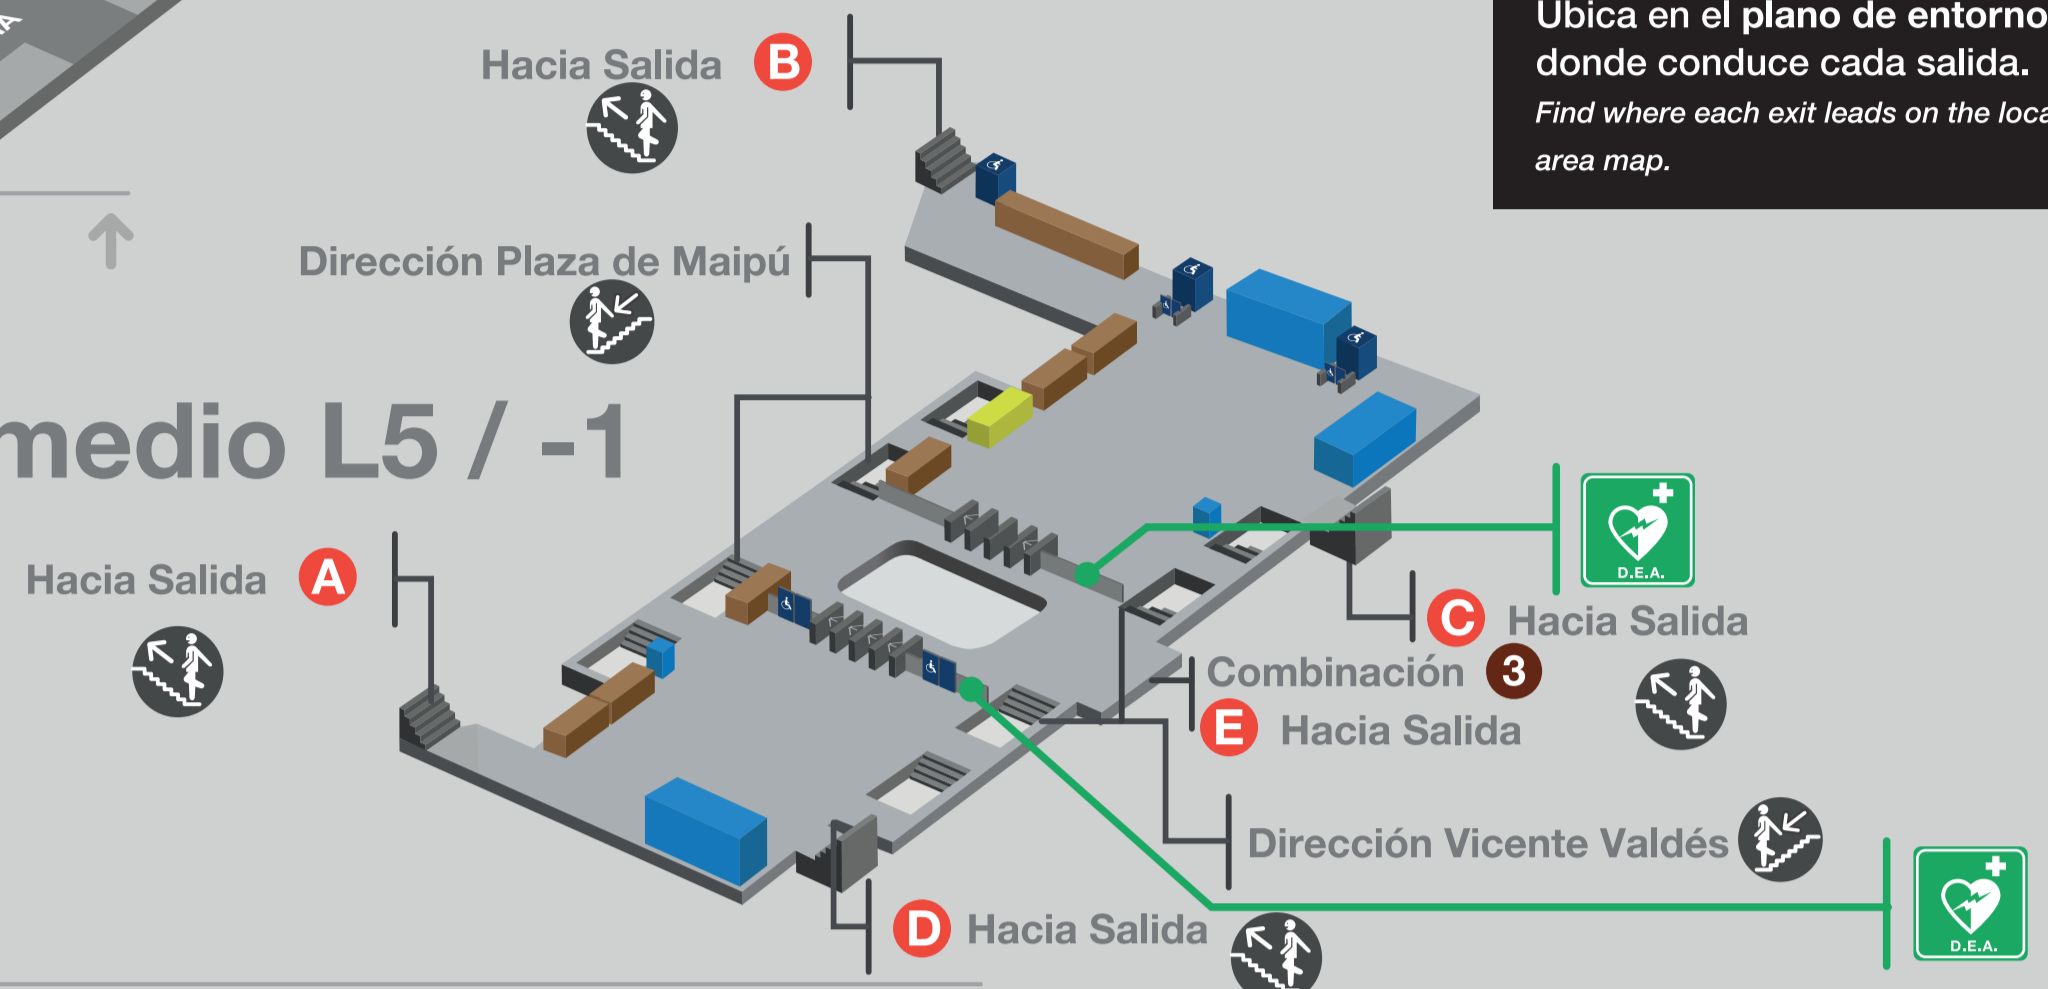 Ubica en el plano de entorno
donde conduce cada salida.
Find where each exit leads on the
area map.
Hacia Salida B
Dirección Plaza de Maipú
medio L5 / -1
Hacia Salida A
D.E.A.
C Hacia Salida
Combinación 3
E Hacia Salida
Dirección Vicente Valdés
D Hacia Salida
D.E.A.